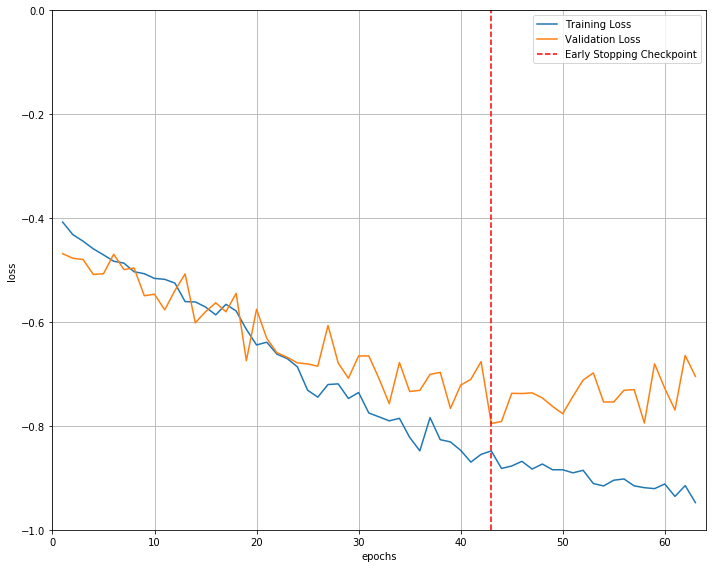 Training Loss
Validation Loss
Early Stopping Checkpoint
0.0
−0.2
−0.4
−0.6
−0.8
−1.0
loss
0 10 20 30 40 50 60
epochs